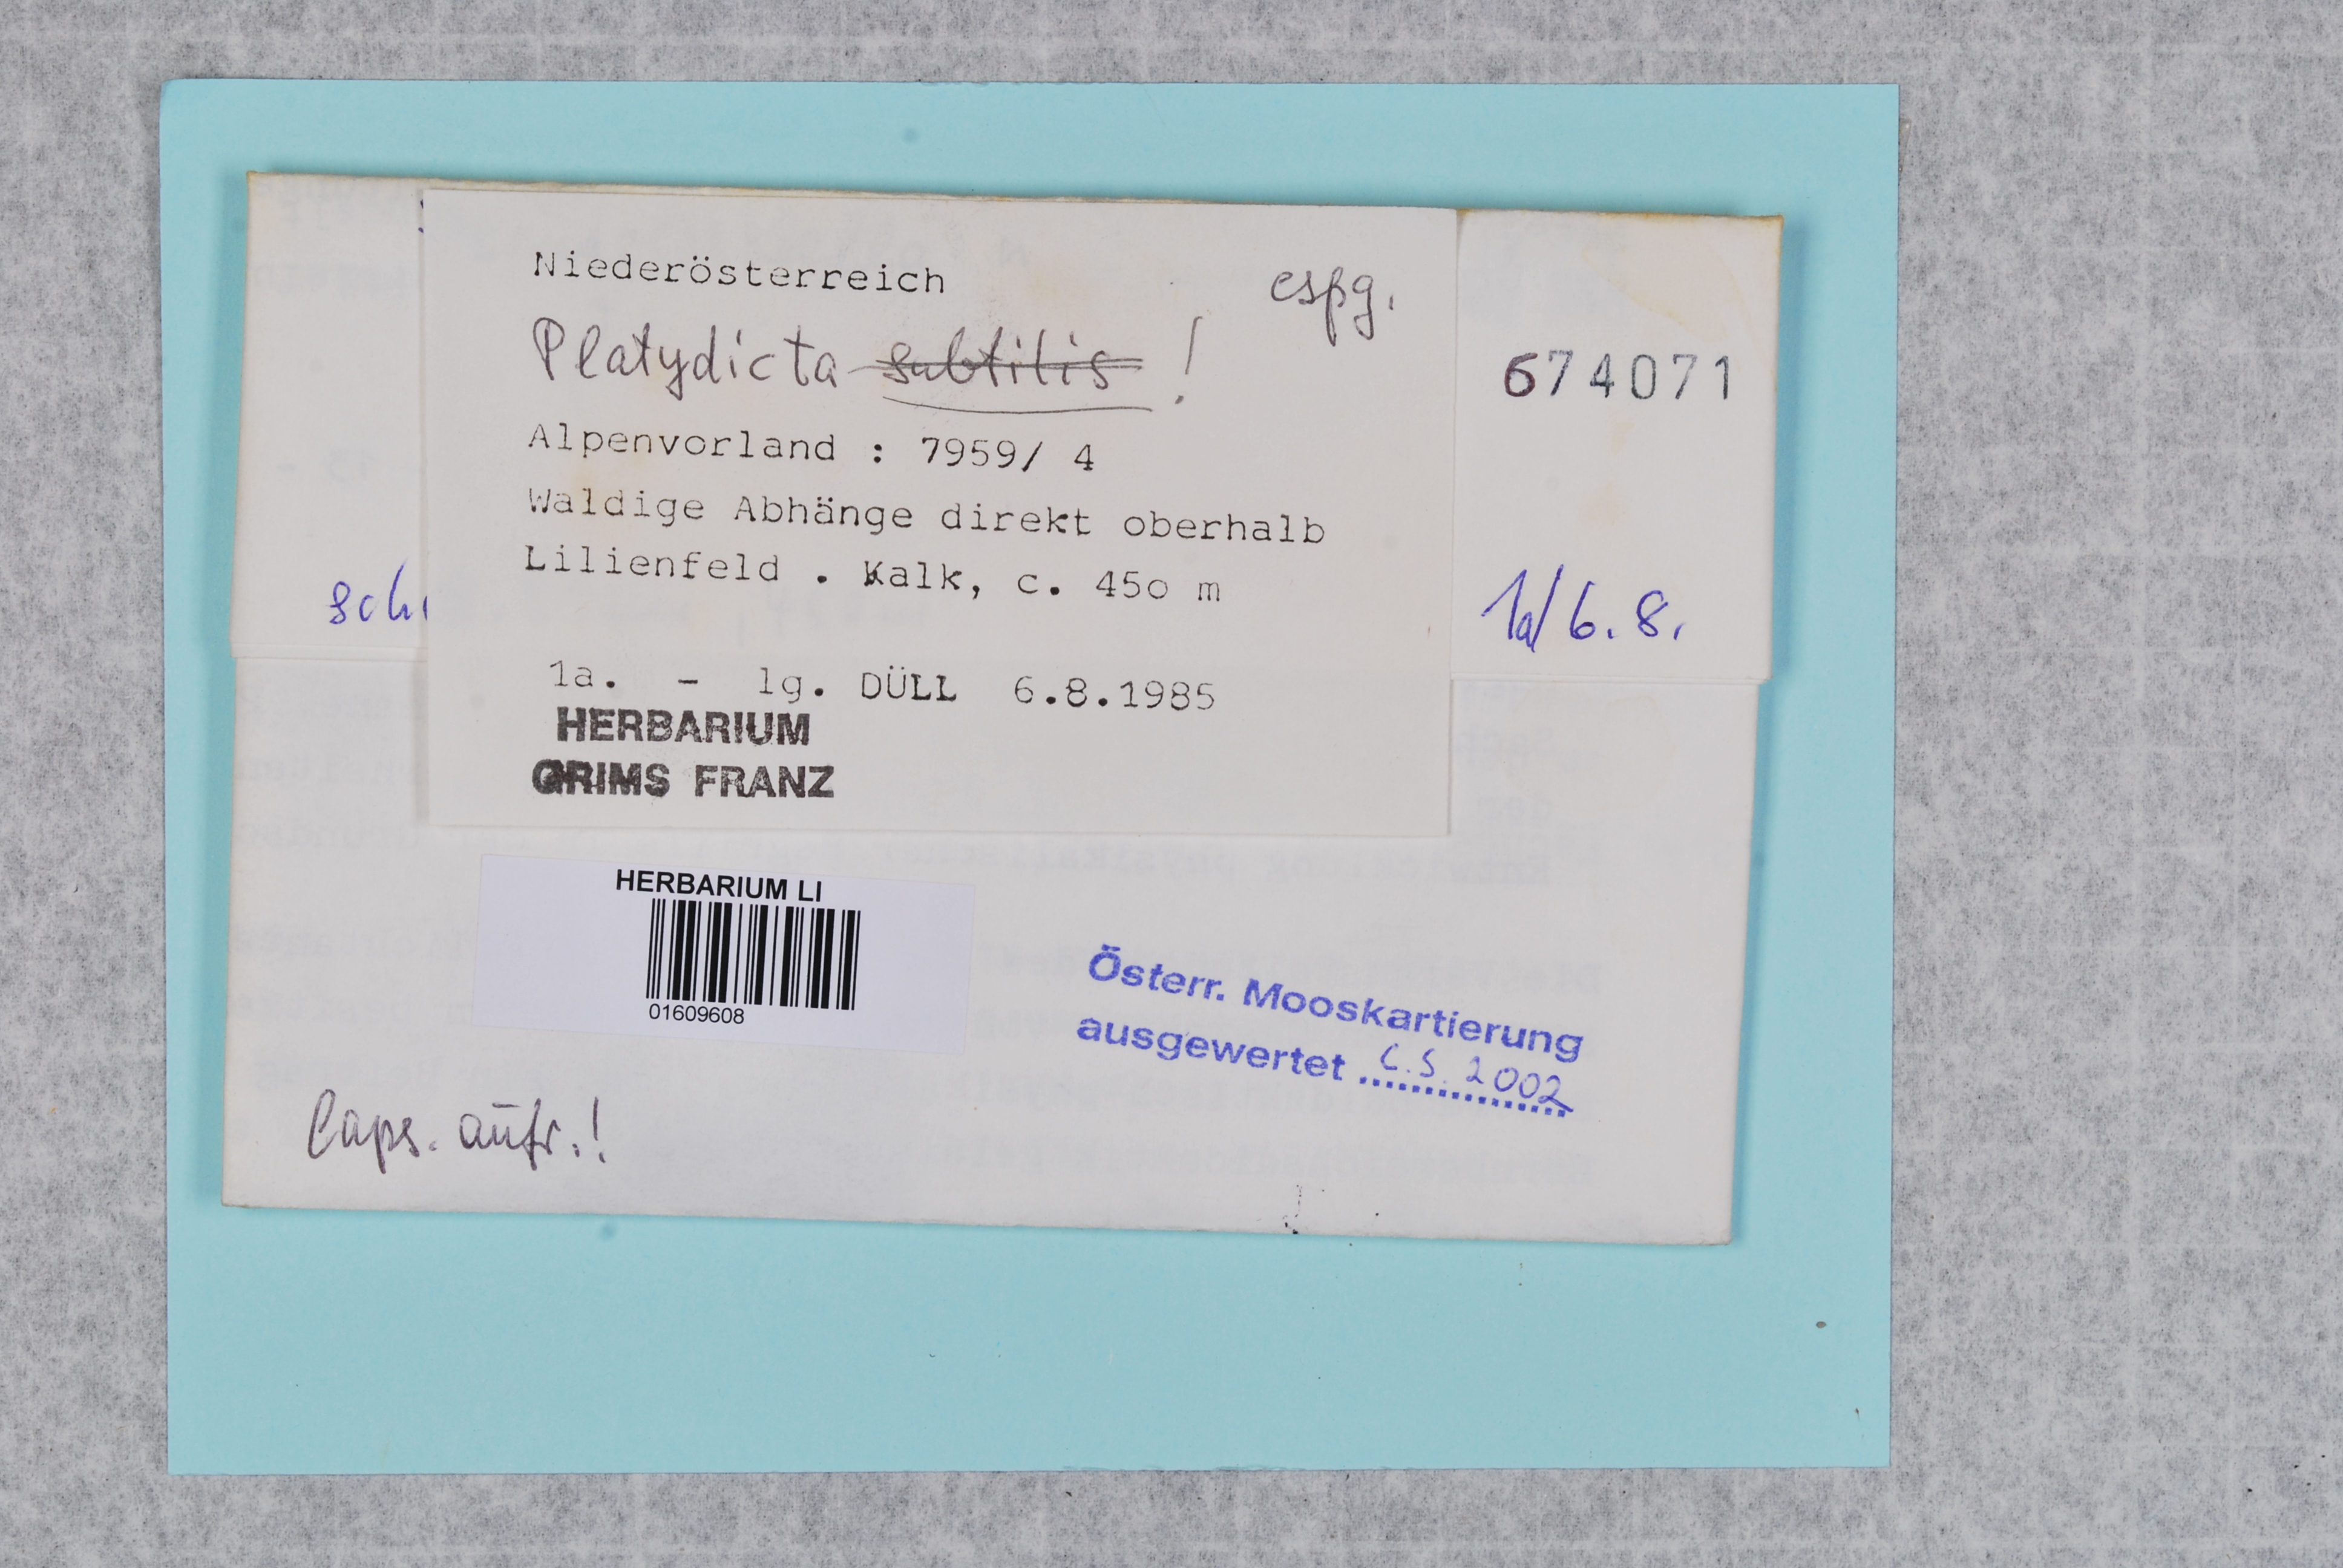 Niederösterreich
cspg.
Platydicta subtilis !
Alpenvorland : 7959/ 4
Waldige Abhänge direkt oberhalb
Lilienfeld . Kalk, c. 450 m
1a. - lg. DÜLL 6.8.1985
HERBARIUM
GRIMS FRANZ
674071
1a/6.8.
HERBARIUM LI
01609608
Österr. Mooskartierung
ausgewertet C.S. 2002
Caps. aufr.!